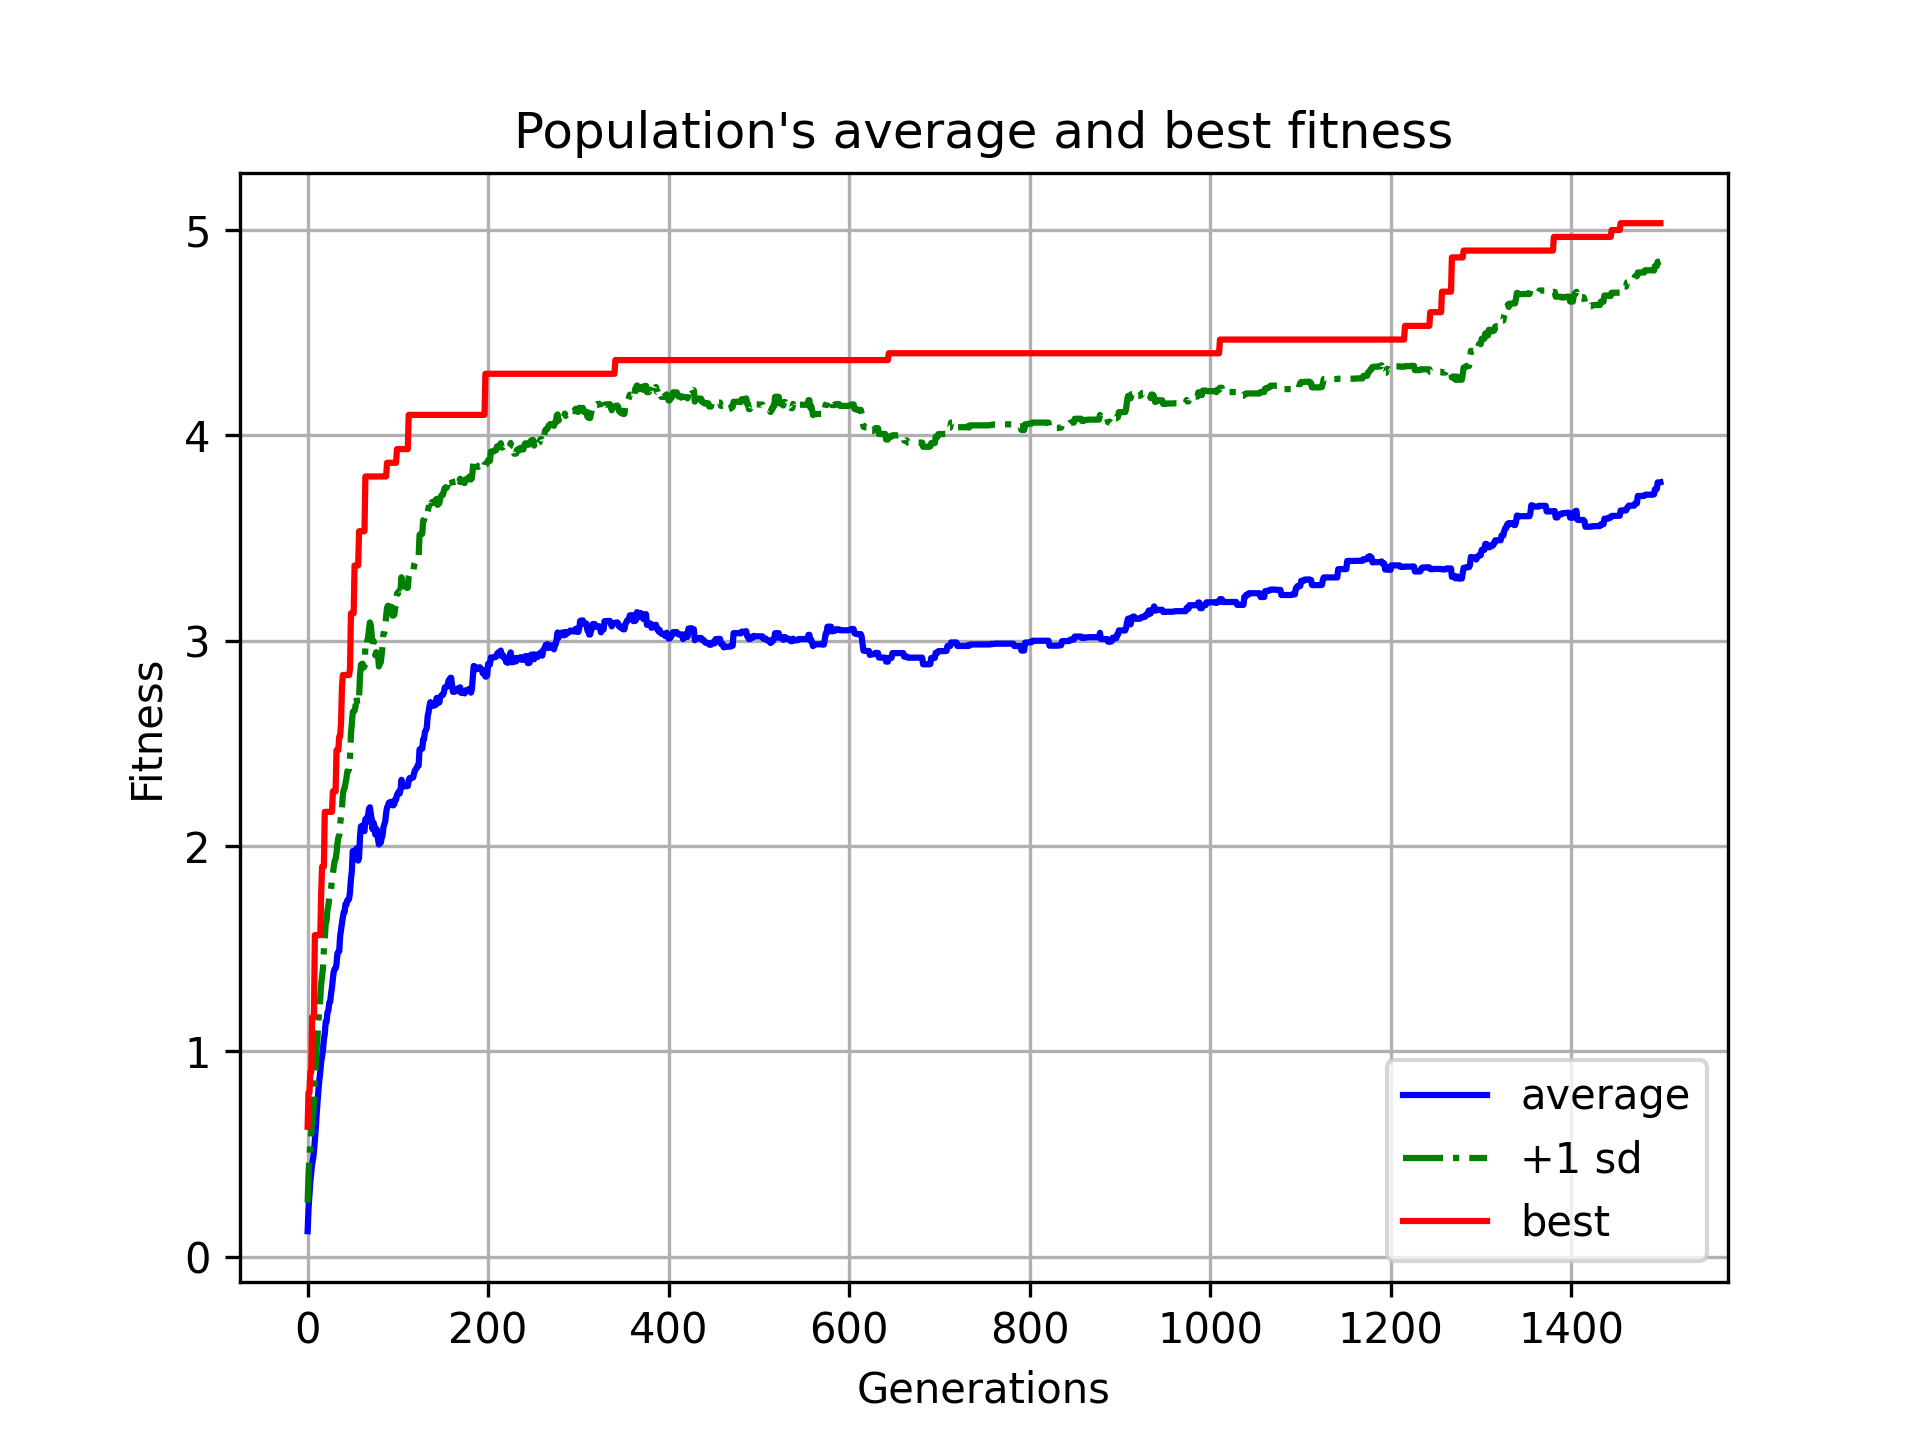 Population's average and best fitness
5
4
3
2
1
0
Fitness
0 200 400 600 800 1000 1200 1400
Generations
average
+1 sd
best